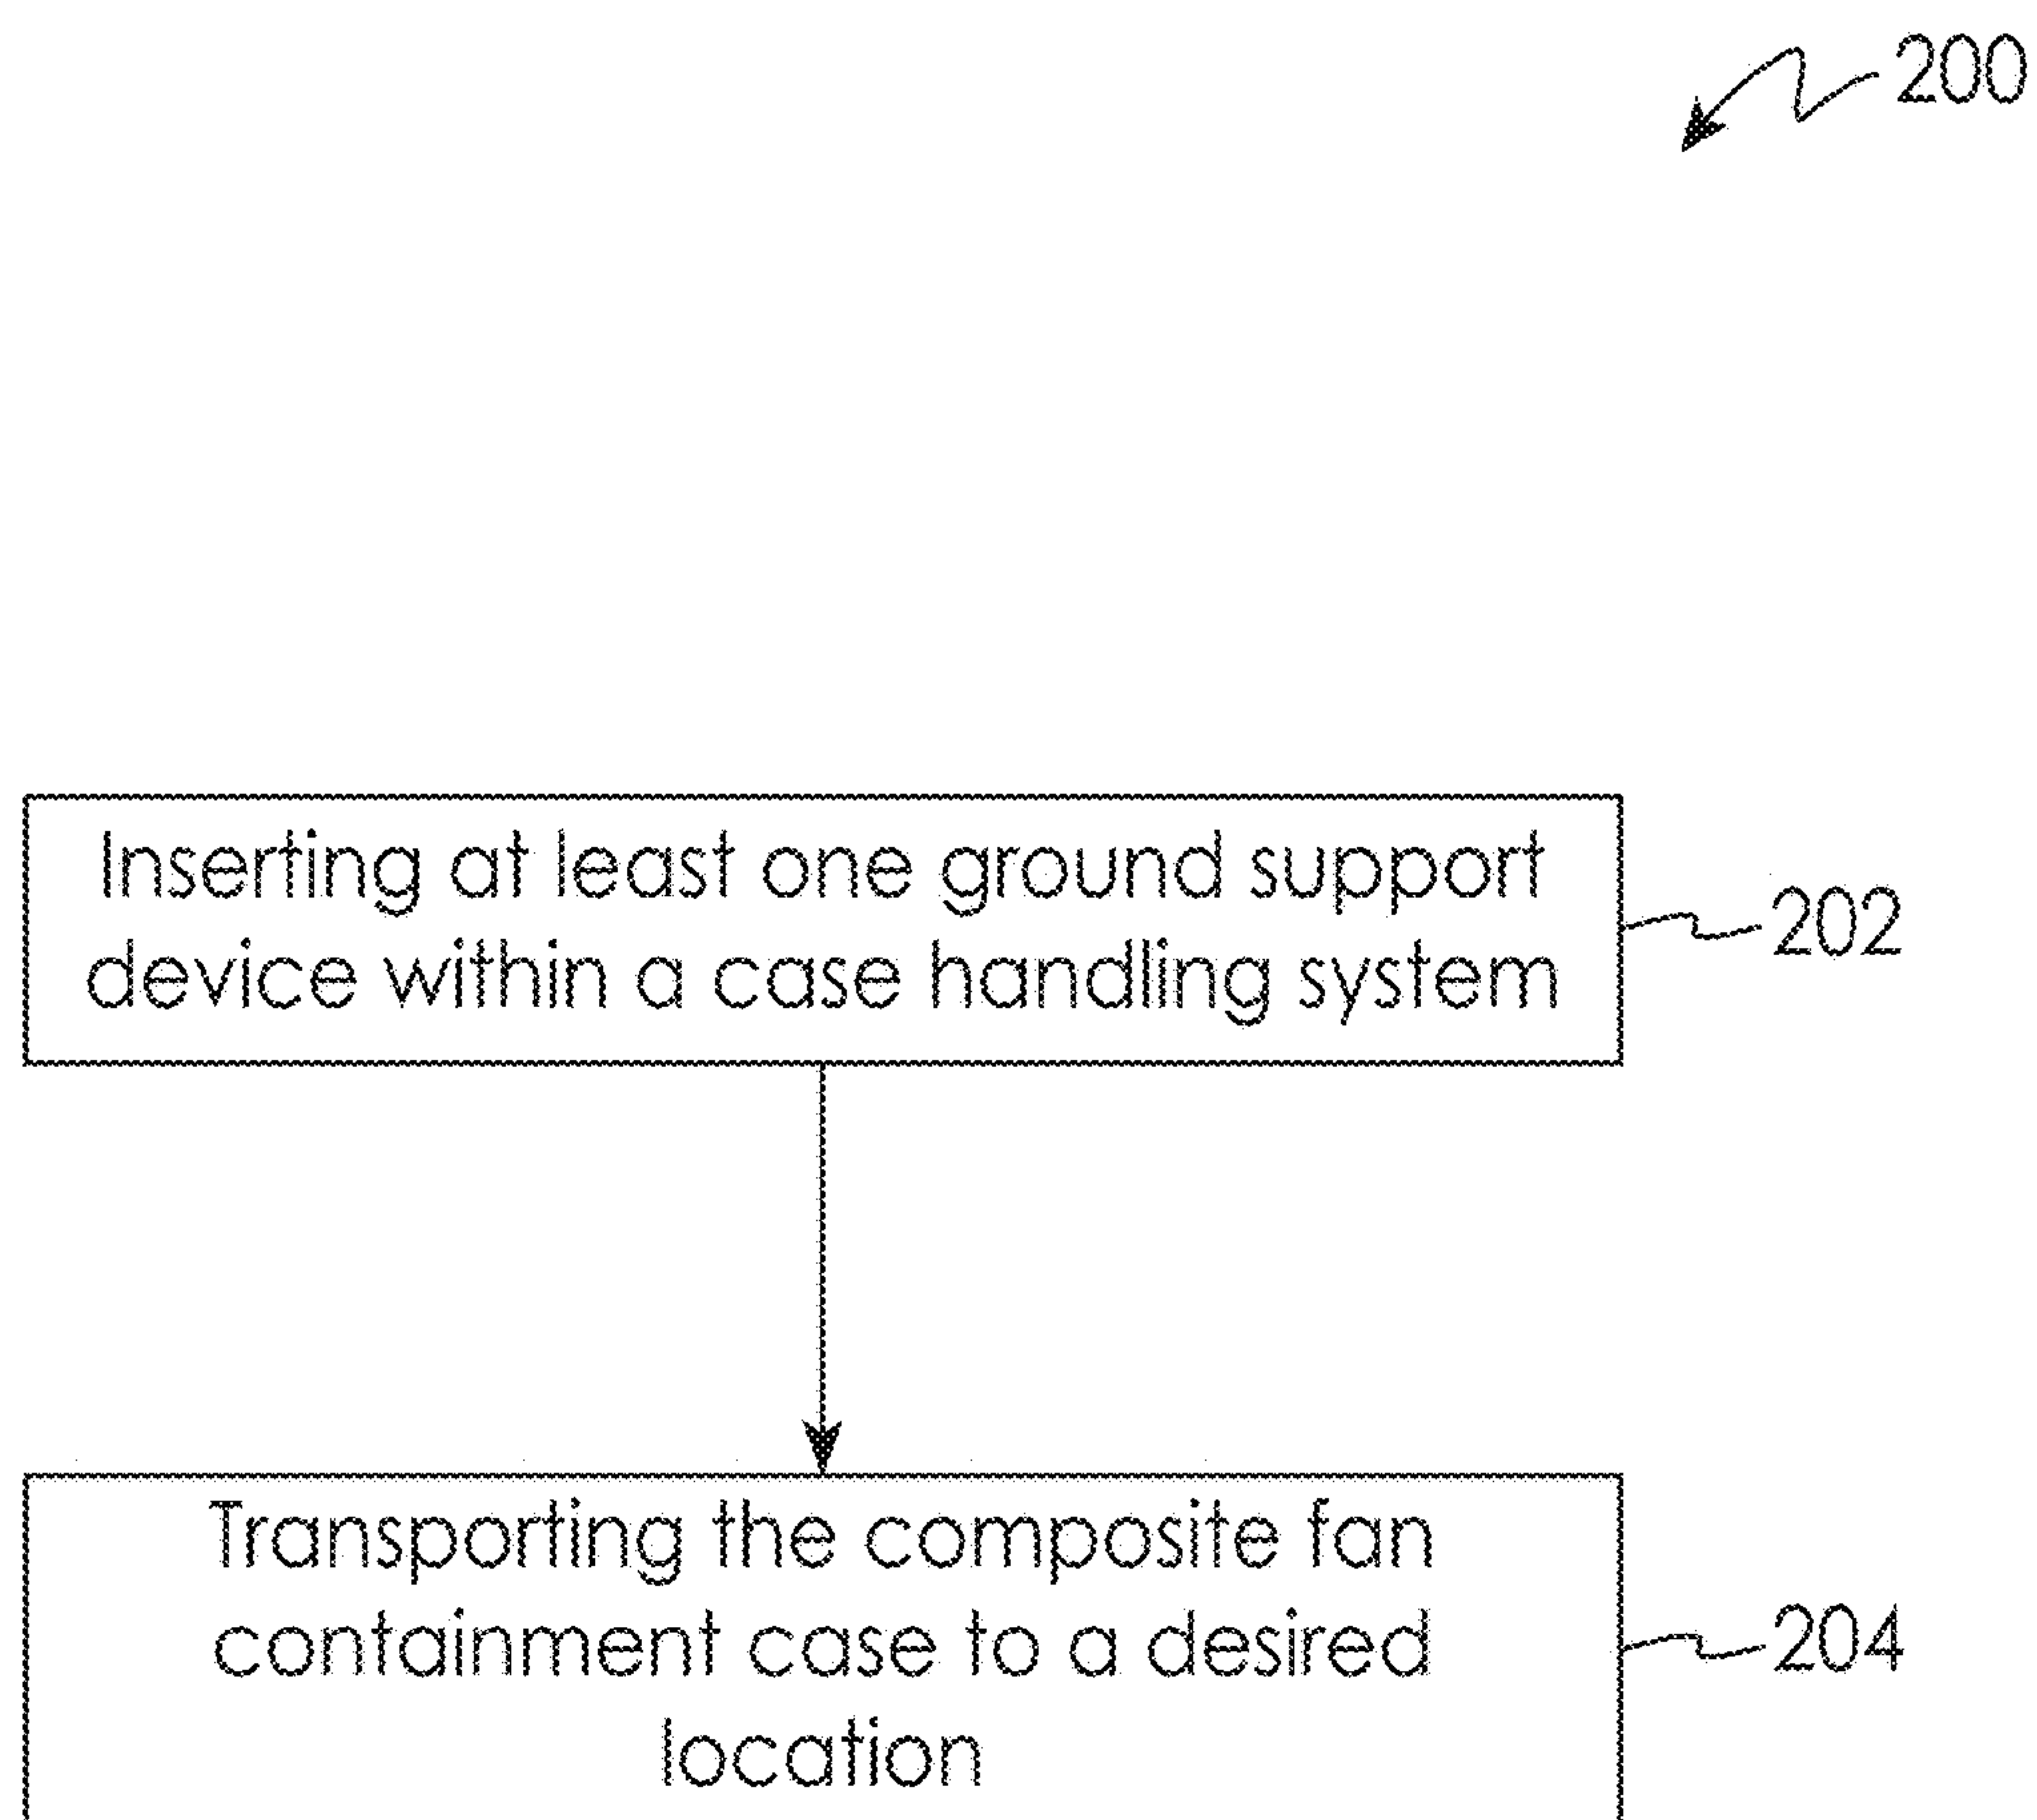 200
Inserting at least one ground support
device within a case handling system
202
Transporting the composite fan
containment case to a desired
location
204